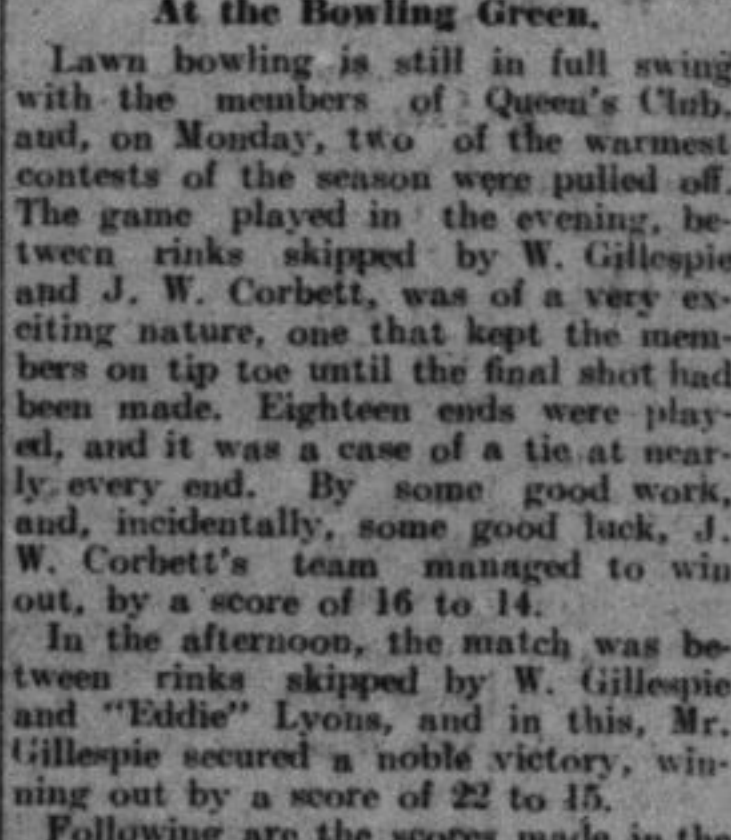 At the Bowling Green.
Lawn bowling is still in full swing
with the members of Queen's Club,
and, on Monday, two of the warmest
contests of the season were pulled off.
The game played in the evening, be-
tween rinks skipped by W. Gillespie
and J. W. Corbett, was of a very ex-
citing nature, one that kept the mem-
bers on tip toe until the final shot had
been made. Eighteen ends were play-
ed, and it was a case of a tie at near-
ly every end. By some good work,
and, incidentally, some good luck, J.
W. Corbett's team managed to win
out, by a score of 16 to 14.
In the afternoon, the match was be-
tween rinks skipped by W. Gillespie
and "Eddie" Lyons, and in this, Mr.
Gillespie secured a noble victory, win-
ning out by a score of 22 to 15.
Following are the scores made in the